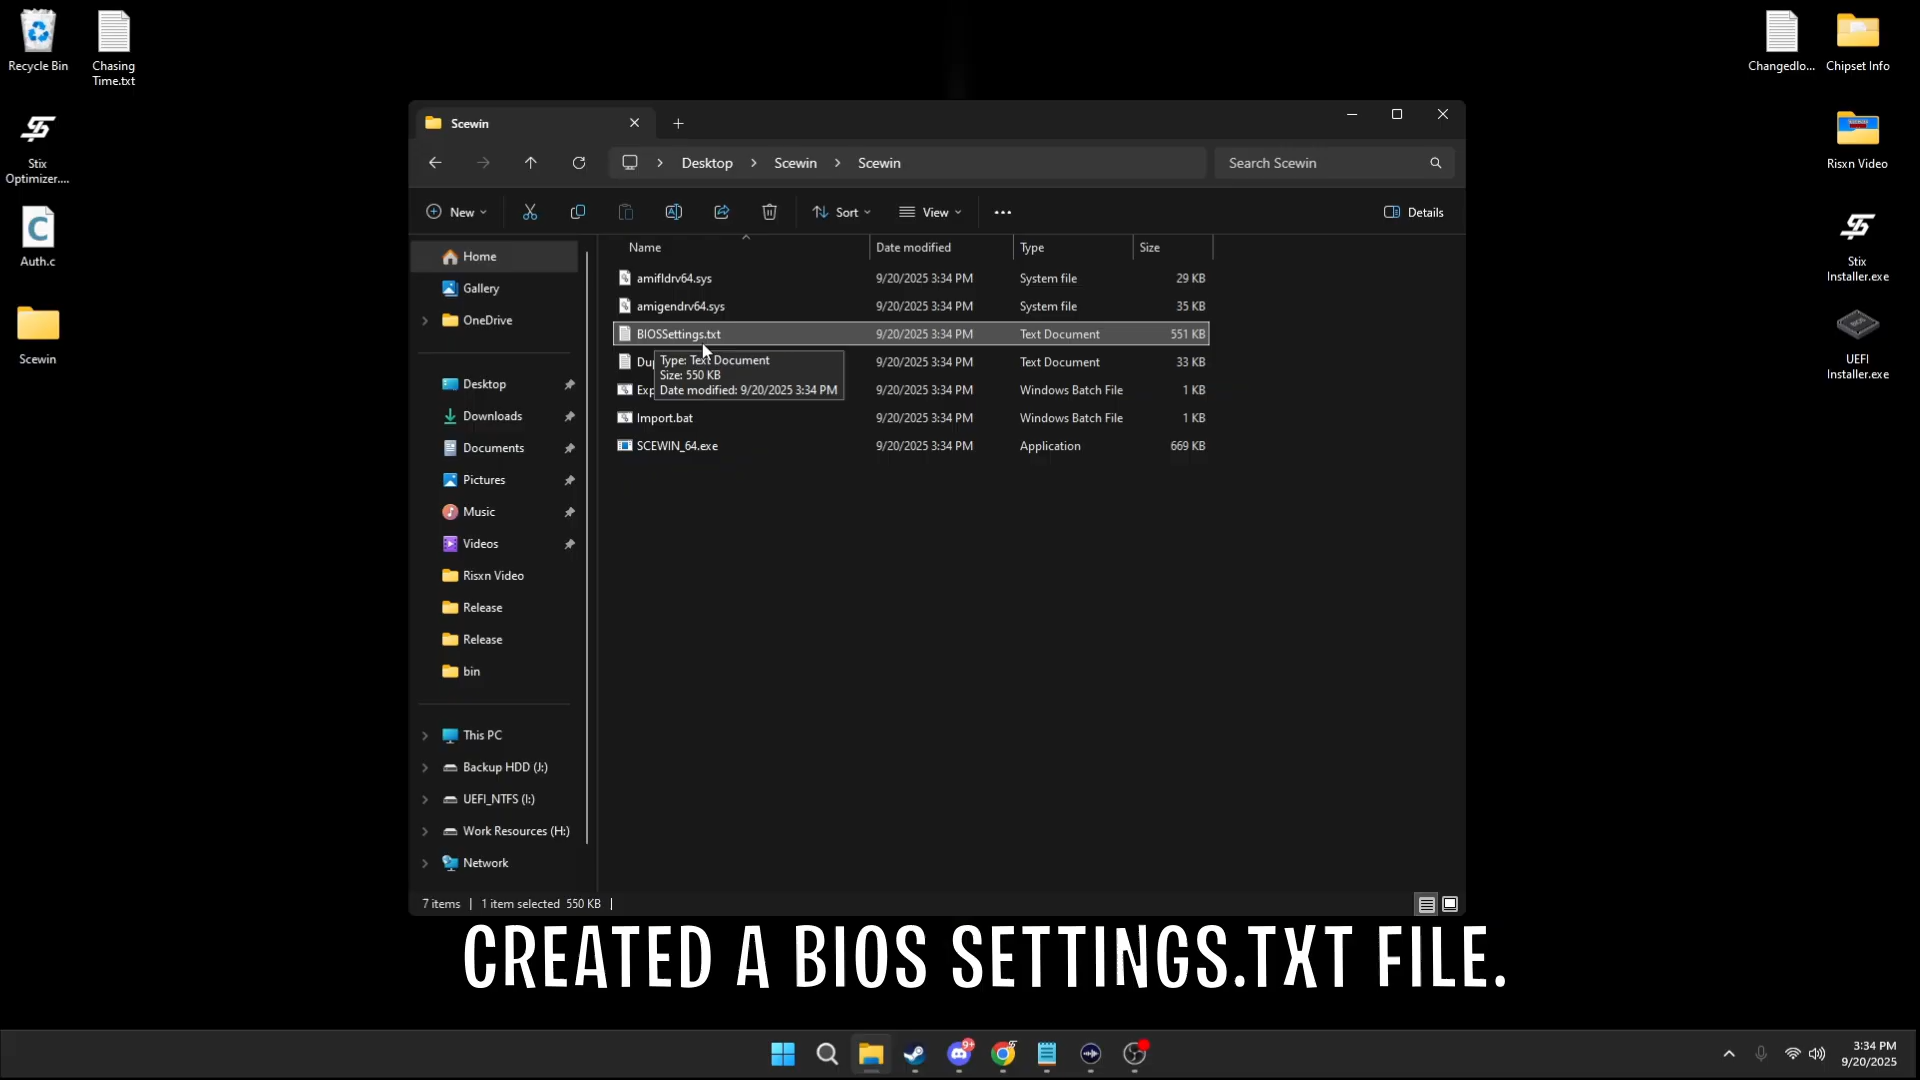 Recycle Bin
Chasing
Time.txt
Stix
Optimizer....
Auth.c
Scewin
Changedlo...
Chipset Info
Risxn Video
Stix
Installer.exe
UEFI
Installer.exe
Scewin
Desktop
Scewin
Scewin
Search Scewin
New
Sort
View
Details
Home
Gallery
OneDrive
Desktop
Downloads
Documents
Pictures
Music
Videos
Risxn Video
Release
Release
bin
This PC
Backup HDD (J:)
UEFI_NTFS (I:)
Work Resources (H:)
Network
Name Date modified Type Size
amifldrv64.sys 9/20/2025 3:34 PM System file 29 KB
amigendrv64.sys 9/20/2025 3:34 PM System file 35 KB
BIOSSettings.txt 9/20/2025 3:34 PM Text Document 551 KB
9/20/2025 3:34 PM Text Document 33 KB
9/20/2025 3:34 PM Windows Batch File 1 KB
Import.bat 9/20/2025 3:34 PM Windows Batch File 1 KB
SCEWIN_64.exe 9/20/2025 3:34 PM Application 669 KB
Type: Text Document
Size: 550 KB
Date modified: 9/20/2025 3:34 PM
7 items 1 item selected 550 KB
CREATED A BIOS SETTINGS.TXT FILE.
9+
3:34 PM
9/20/2025